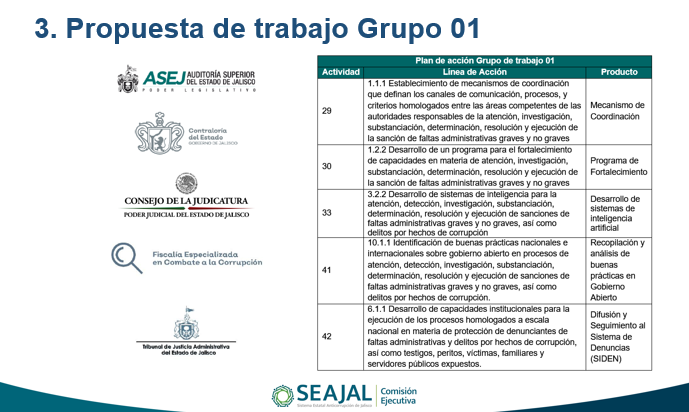 3. Propuesta de trabajo Grupo 01
ASEJ AUDITORÍA SUPERIOR
DEL ESTADO DE JALISCO
PODER LEGISLATIVO
Contraloría
del Estado
GOBIERNO DE JALISCO
CONSEJO DE LA JUDICATURA
PODER JUDICIAL DEL ESTADO DE JALISCO
Fiscalía Especializada
en Combate a la Corrupción
Tribunal de Justicia Administrativa
del Estado de Jalisco
Plan de acción Grupo de trabajo 01
Actividad Línea de Acción Producto
29
1.1.1 Establecimiento de mecanismos de coordinación
que definan los canales de comunicación, procesos, y
criterios homologados entre las áreas competentes de las
autoridades responsables de la atención, investigación,
substanciación, determinación, resolución y ejecución de
la sanción de faltas administrativas graves y no graves
Mecanismo de
Coordinación
30
1.2.2 Desarrollo de un programa para el fortalecimiento
de capacidades en materia de atención, investigación,
substanciación, determinación, resolución y ejecución de
la sanción de faltas administrativas graves y no graves
Programa de
Fortalecimiento
33
3.2.2 Desarrollo de sistemas de inteligencia para la
atención, detección, investigación, substanciación,
determinación, resolución y ejecución de sanciones de
faltas administrativas graves y no graves, así como
delitos por hechos de corrupción
Desarrollo de
sistemas de
inteligencia
artificial
41
10.1.1 Identificación de buenas prácticas nacionales e
internacionales sobre gobierno abierto en procesos de
atención, detección, investigación, substanciación,
determinación, resolución y ejecución de sanciones de
faltas administrativas graves y no graves, así como
delitos por hechos de corrupción.
Recopilación y
análisis de
buenas
prácticas en
Gobierno
Abierto
42
6.1.1 Desarrollo de capacidades institucionales para la
ejecución de los procesos homologados a escala
nacional en materia de protección de denunciantes de
faltas administrativas y delitos por hechos de corrupción,
así como testigos, peritos, víctimas, familiares y
servidores públicos expuestos.
Difusión y
Seguimiento al
Sistema de
Denuncias
(SIDEN)
SEAJAL
Sistema Estatal Anticorrupción de Jalisco
Comisión
Ejecutiva